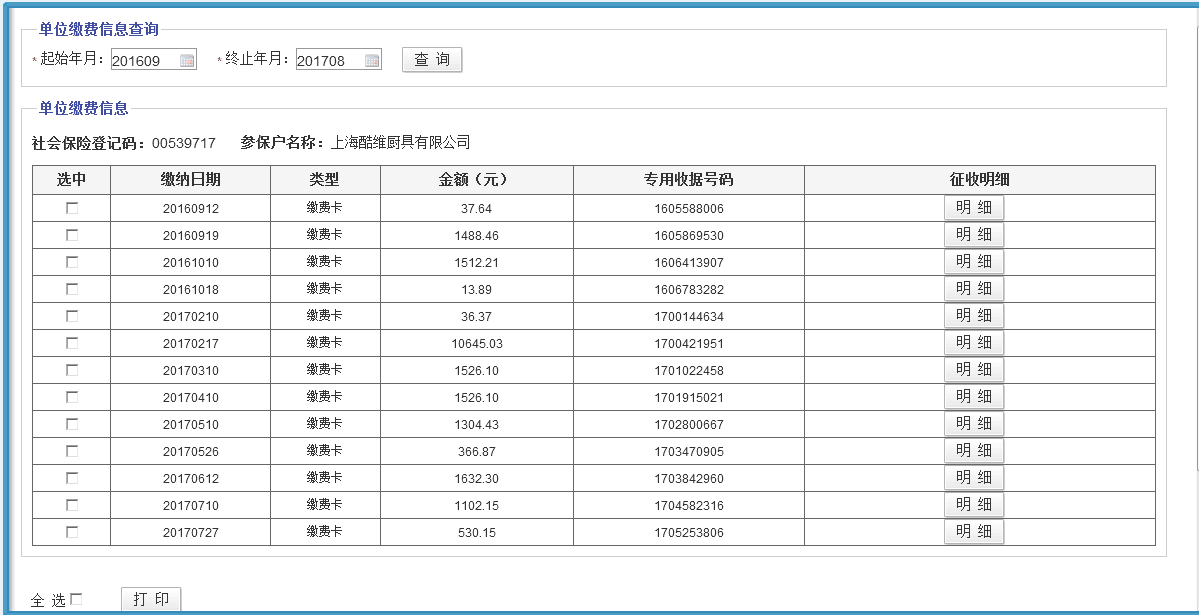 单位缴费信息查询
*起始年月：201609 *终止年月：201708 查 询
单位缴费信息
社会保险登记码：00539717 参保户名称：上海酷维厨具有限公司
选中 缴纳日期 类型 金额（元） 专用收据号码 征收明细
20160912 缴费卡 37.64 1605588006 明 细
20160919 缴费卡 1488.46 1605869530 明 细
20161010 缴费卡 1512.21 1606413907 明 细
20161018 缴费卡 13.89 1606783282 明 细
20170210 缴费卡 36.37 1700144634 明 细
20170217 缴费卡 10645.03 1700421951 明 细
20170310 缴费卡 1526.10 1701022458 明 细
20170410 缴费卡 1526.10 1701915021 明 细
20170510 缴费卡 1304.43 1702800667 明 细
20170526 缴费卡 366.87 1703470905 明 细
20170612 缴费卡 1632.30 1703842960 明 细
20170710 缴费卡 1102.15 1704582316 明 细
20170727 缴费卡 530.15 1705253806 明 细
全 选 打 印